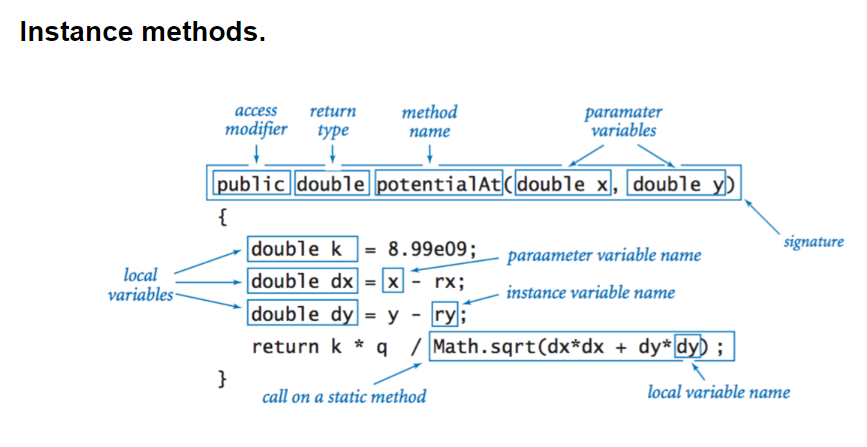 Instance methods.
access modifier
return type
method name
paramater variables
public double potentialAt(double x, double y)
signature
{
double k = 8.99e09;
paraameter variable name
local variables
double dx = x - rx;
instance variable name
double dy = y - ry;
return k * q / Math.sqrt(dx*dx + dy*dy) ;
}
call on a static method
local variable name